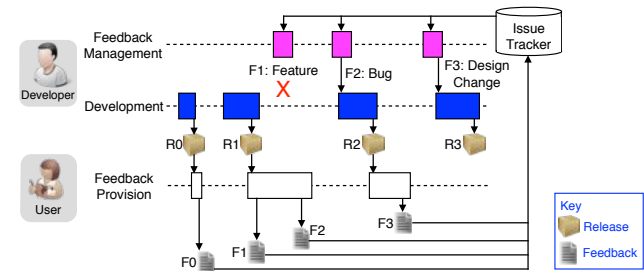 Feedback
Management
Issue
Tracker
F1: Feature
X
F2: Bug
F3: Design
Change
Developer
Development
R0
R1
R2
R3
User
Feedback
Provision
F0
F1
F2
F3
Key
Release
Feedback